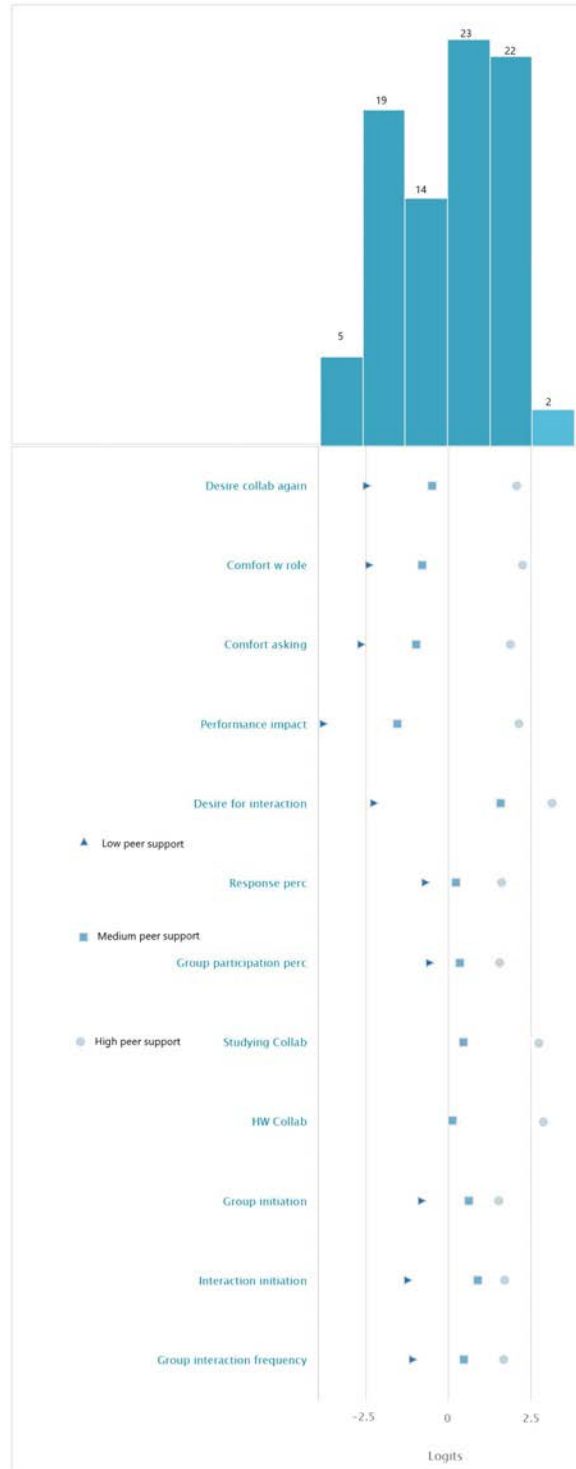 23
22
19
14
5
2
Desire collab again
Comfort w role
Comfort asking
Performance impact
Desire for interaction
Low peer support
Response perc
Medium peer support
Group participation perc
High peer support
Studying Collab
HW Collab
Group initiation
Interaction initiation
Group interaction frequency
-2.5 0 2.5
Logits